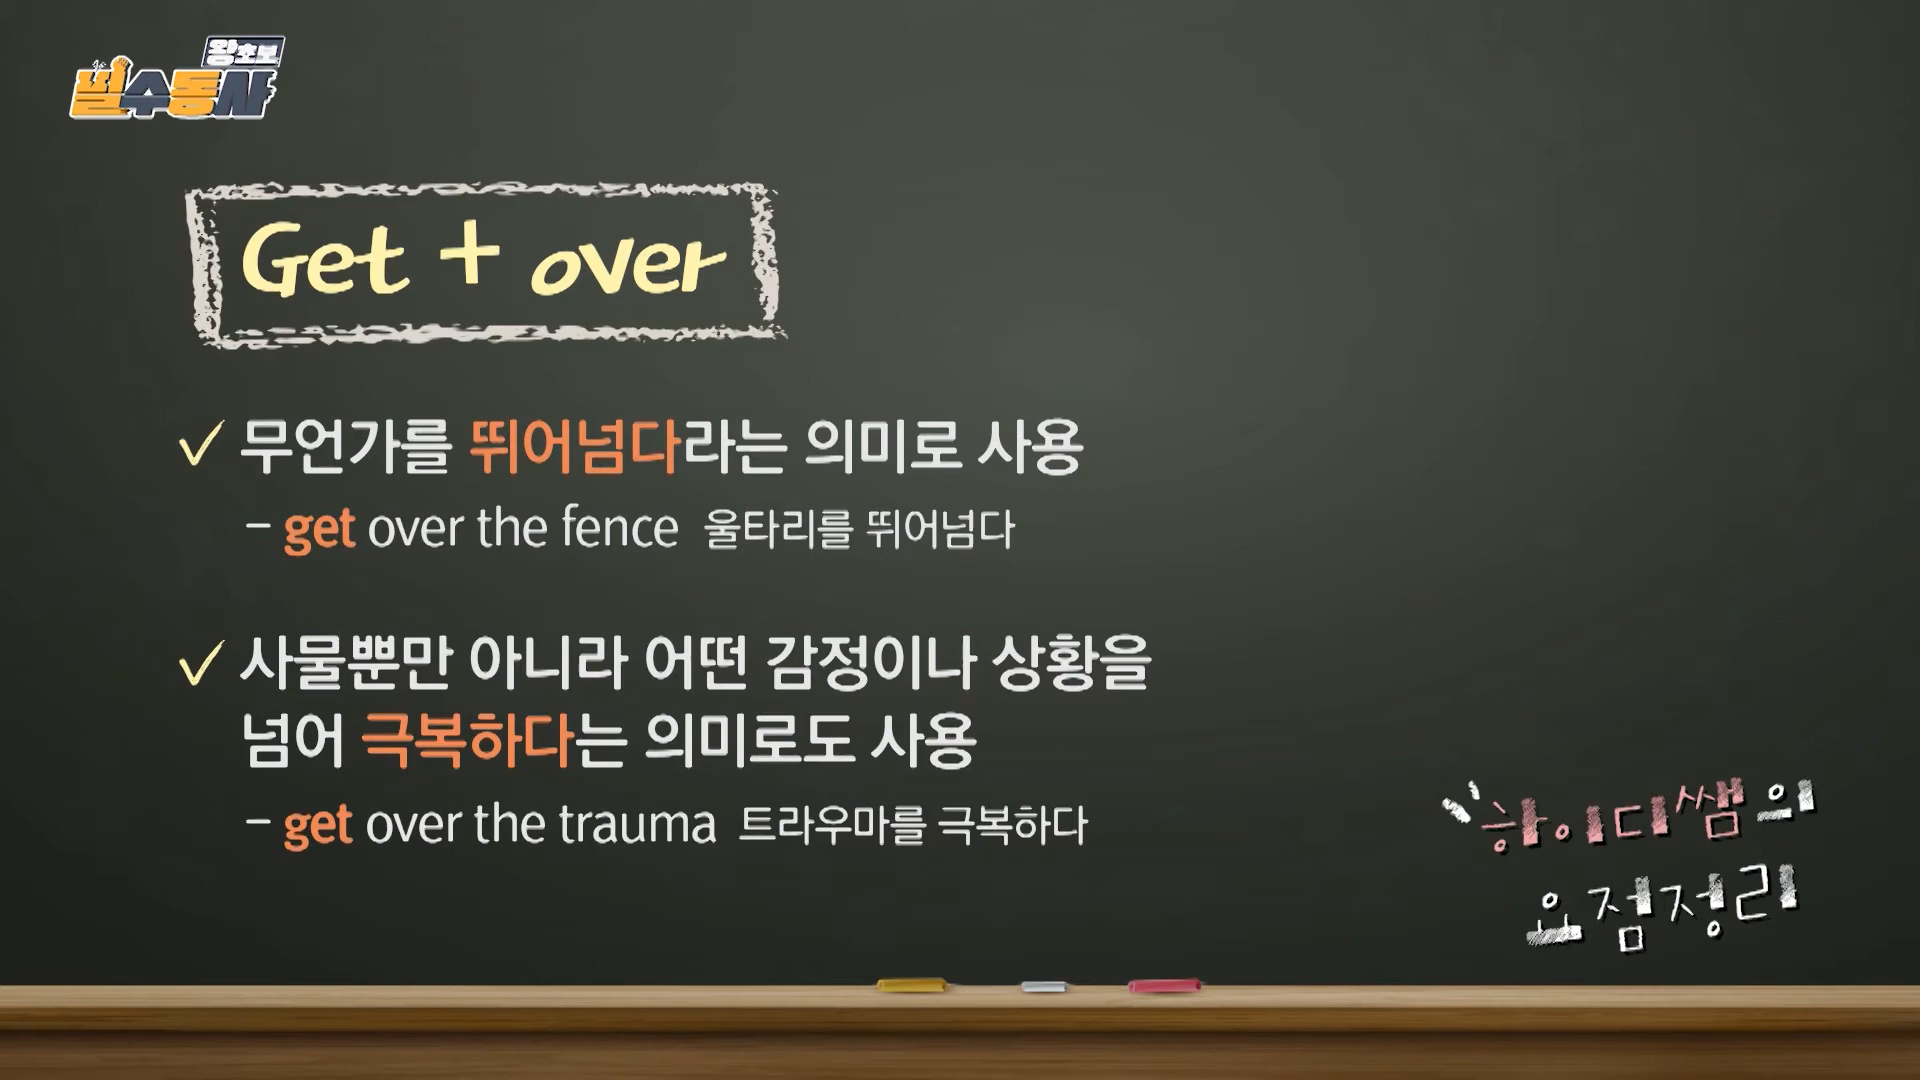 왕초보
필수동사
Get + over
✓ 무언가를 뛰어넘다라는 의미로 사용
– get over the fence 울타리를 뛰어넘다
✓ 사물뿐만 아니라 어떤 감정이나 상황을
넘어 극복하다는 의미로도 사용
– get over the trauma 트라우마를 극복하다
하이디쌤의
요점정리